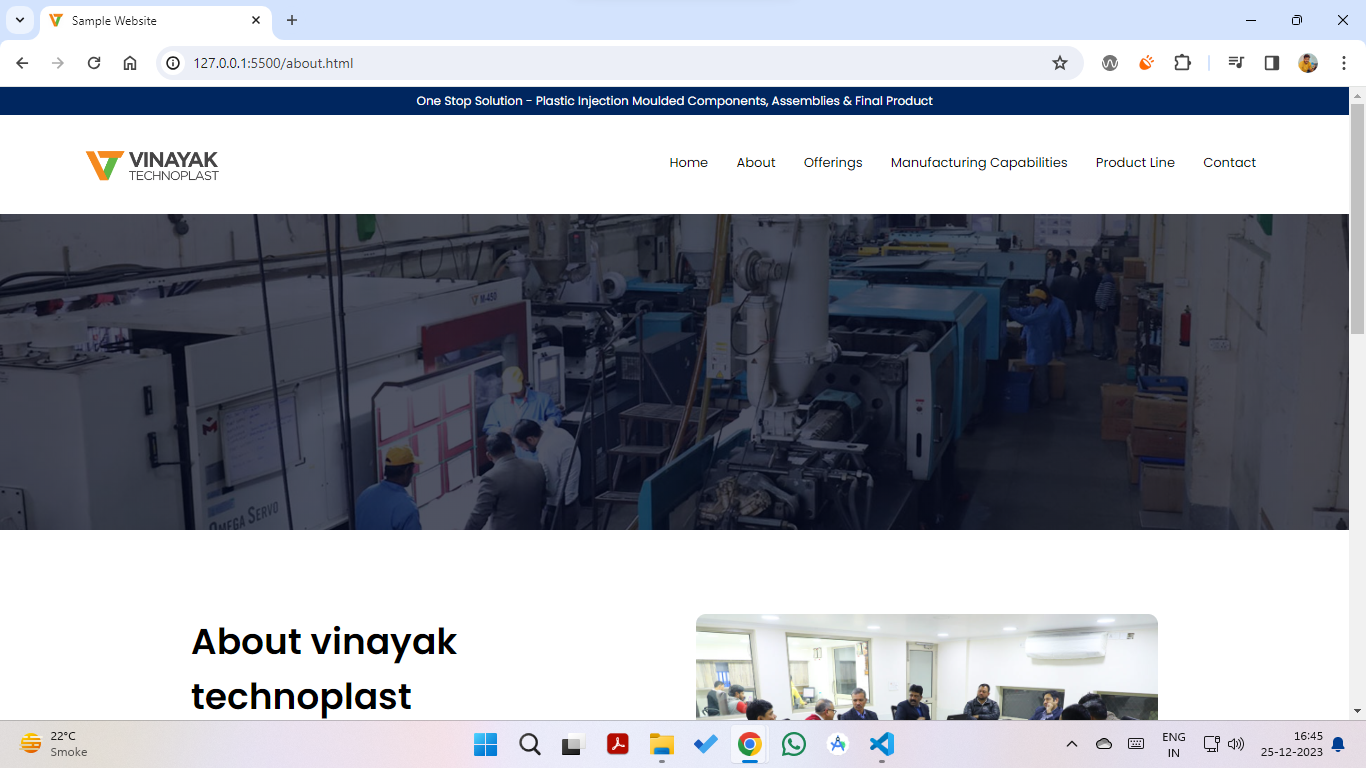 Sample Website
127.0.0.1:5500/about.html
One Stop Solution - Plastic Injection Moulded Components, Assemblies & Final Product
VINAYAK
TECHNOPLAST
Home About Offerings Manufacturing Capabilities Product Line Contact
M-450
OMEGA SERVO
About vinayak
technoplast
22°C
Smoke
ENG
IN
16:45
25-12-2023